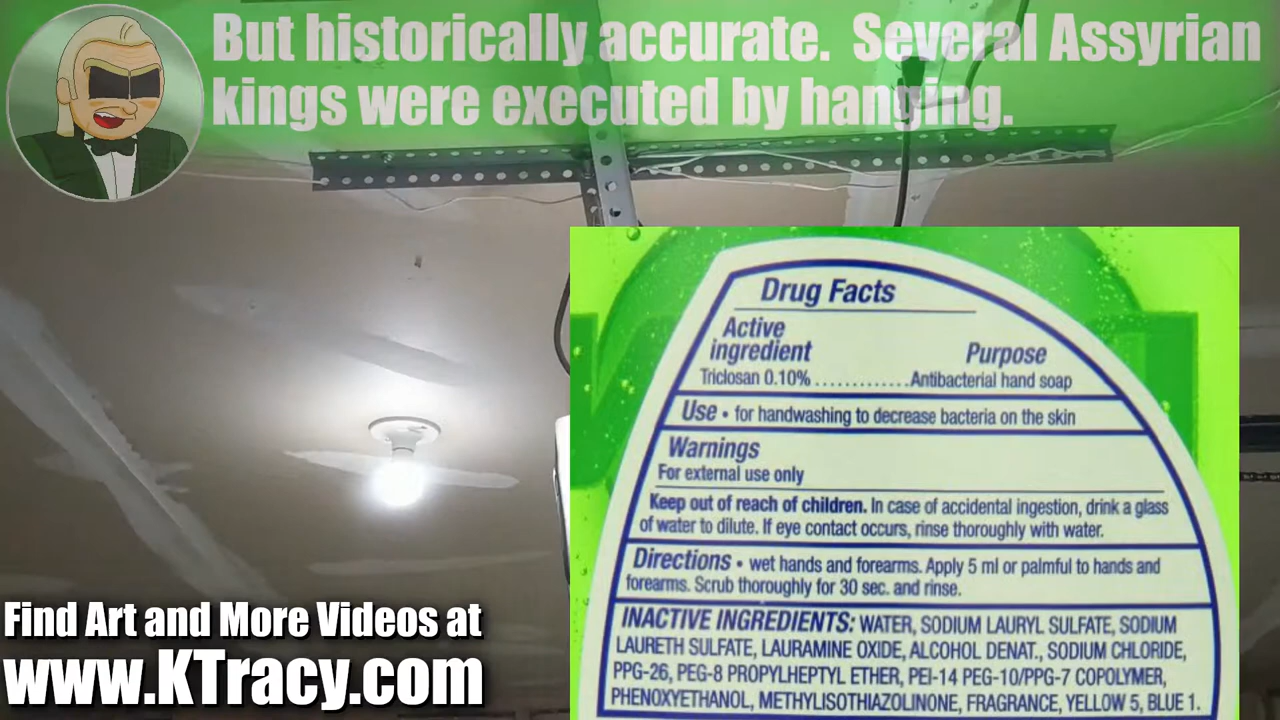 But historically accurate.  Several Assyrian
kings were executed by hanging.
Drug Facts
Active
ingredient
Purpose
Triclosan 0.10% ............. Antibacterial hand soap
Use • for handwashing to decrease bacteria on the skin
Warnings
For external use only
Keep out of reach of children. In case of accidental ingestion, drink a glass
of water to dilute. If eye contact occurs, rinse thoroughly with water.
Directions • wet hands and forearms. Apply 5 ml or palmful to hands and
forearms. Scrub thoroughly for 30 sec. and rinse.
INACTIVE INGREDIENTS: WATER, SODIUM LAURYL SULFATE, SODIUM
LAURETH SULFATE, LAURAMINE OXIDE, ALCOHOL DENAT., SODIUM CHLORIDE,
PPG-26, PEG-8 PROPYLHEPTYL ETHER, PEI-14 PEG-10/PPG-7 COPOLYMER,
PHENOXYETHANOL, METHYLISOTHIAZOLINONE, FRAGRANCE, YELLOW 5, BLUE 1.
Find Art and More Videos at
www.KTracy.com